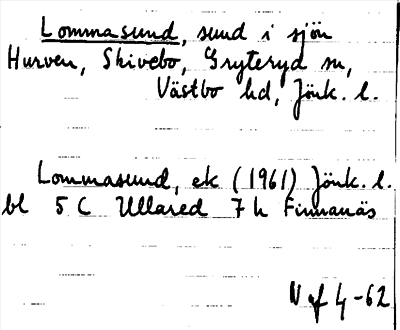 Lommasund, sund i sjön
Hurven, Skivebo, Gryteryd sn,
Västbo hd, Jönk. l.
Lommasund, ek (1961) Jönk. l.
bl 5 C Ullared 7 h Finnanäs
4-62